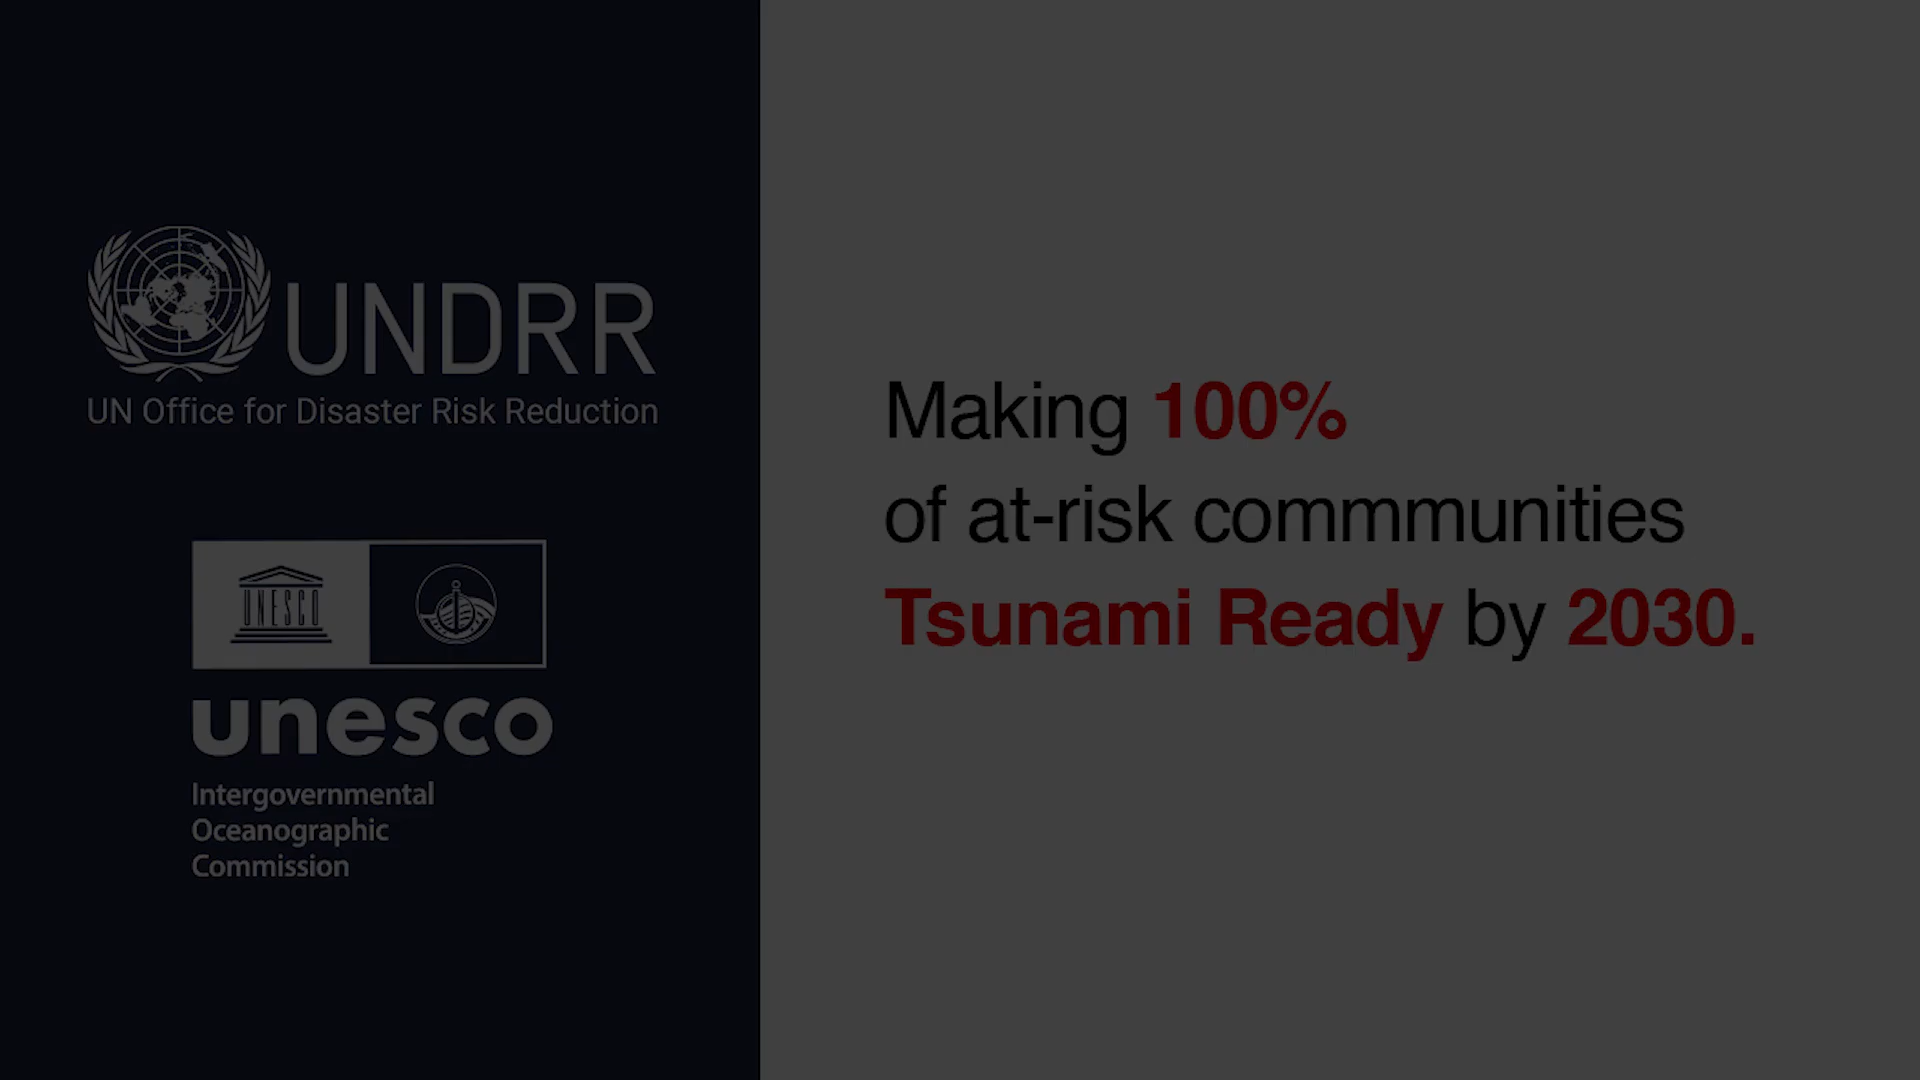 UNDRR
UN Office for Disaster Risk Reduction
UNESCO
unesco
Intergovernmental
Oceanographic
Commission
Making 100%
of at-risk commmunities
Tsunami Ready by 2030.